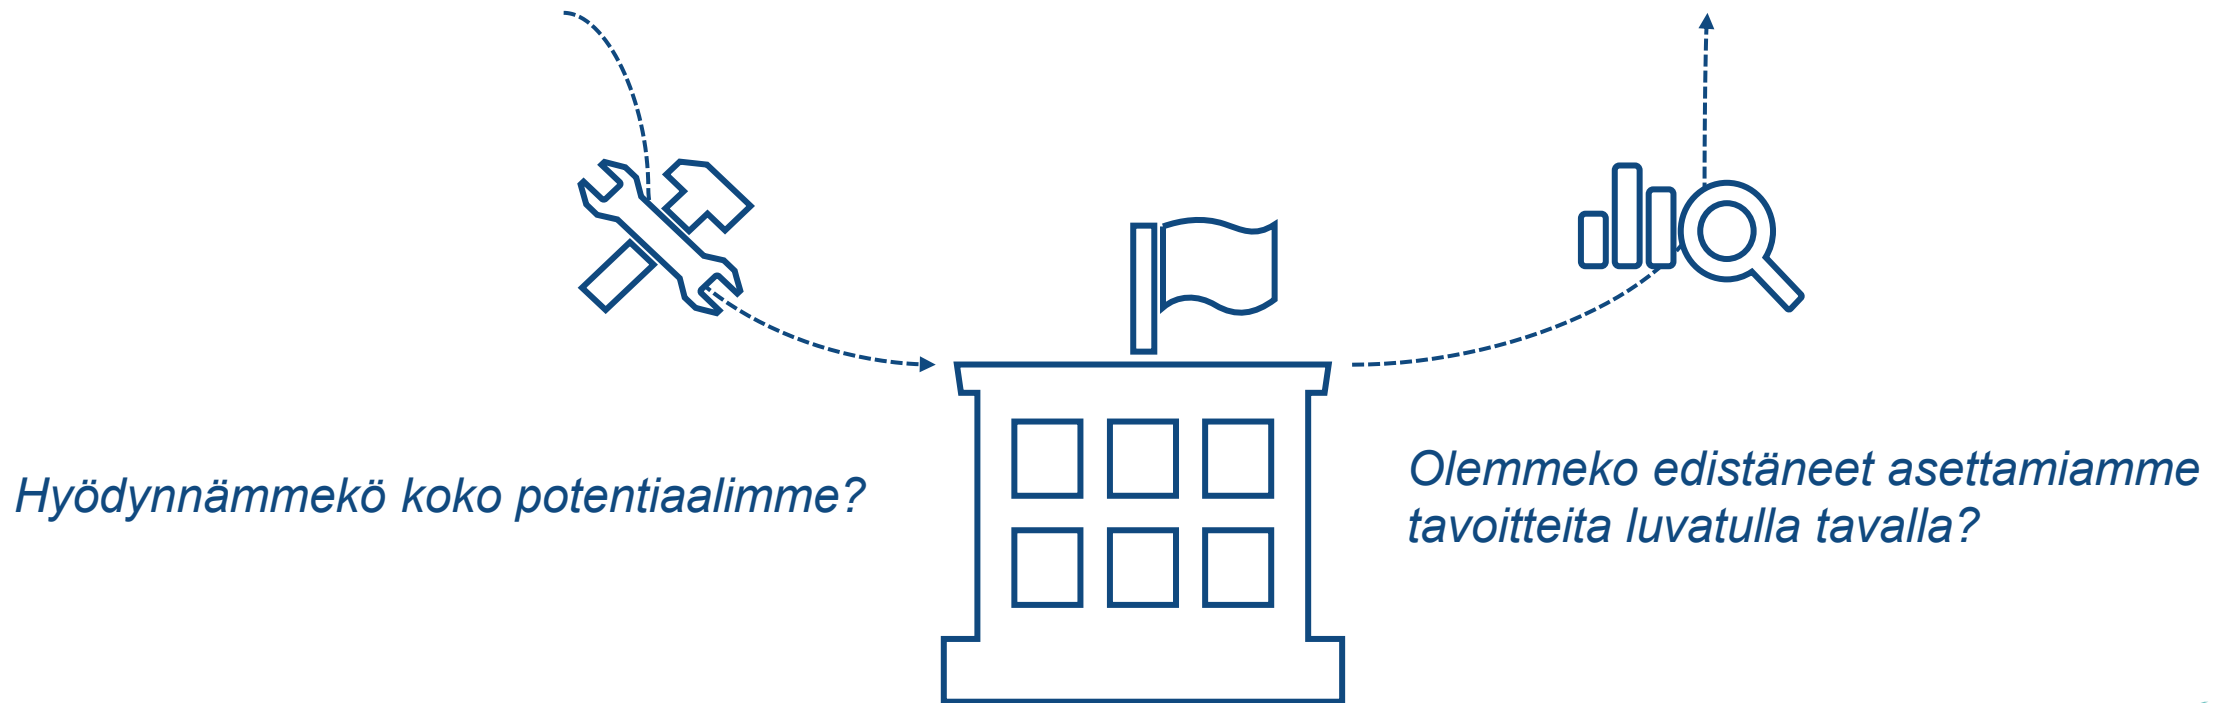 Hyödynnämmekö koko potentiaalimme?
Olemmeko edistäneet asettamiamme
tavoitteita luvatulla tavalla?